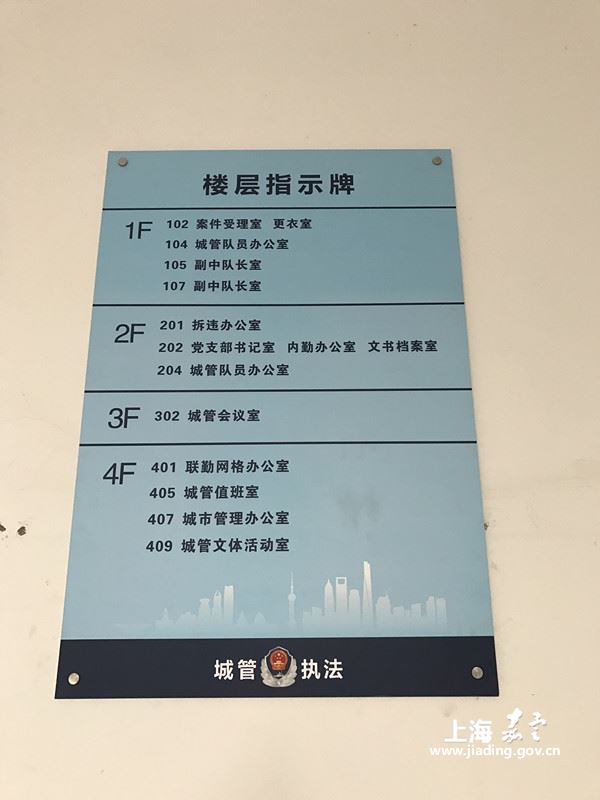 楼层指示牌
1F 102 案件受理室 更衣室
104 城管队员办公室
105 副中队长室
107 副中队长室
2F 201 拆违办公室
202 党支部书记室 内勤办公室 文书档案室
204 城管队员办公室
3F 302 城管会议室
4F 401 联勤网格办公室
405 城管值班室
407 城市管理办公室
409 城管文体活动室
城管 执法
上海嘉定
www.jiading.gov.cn